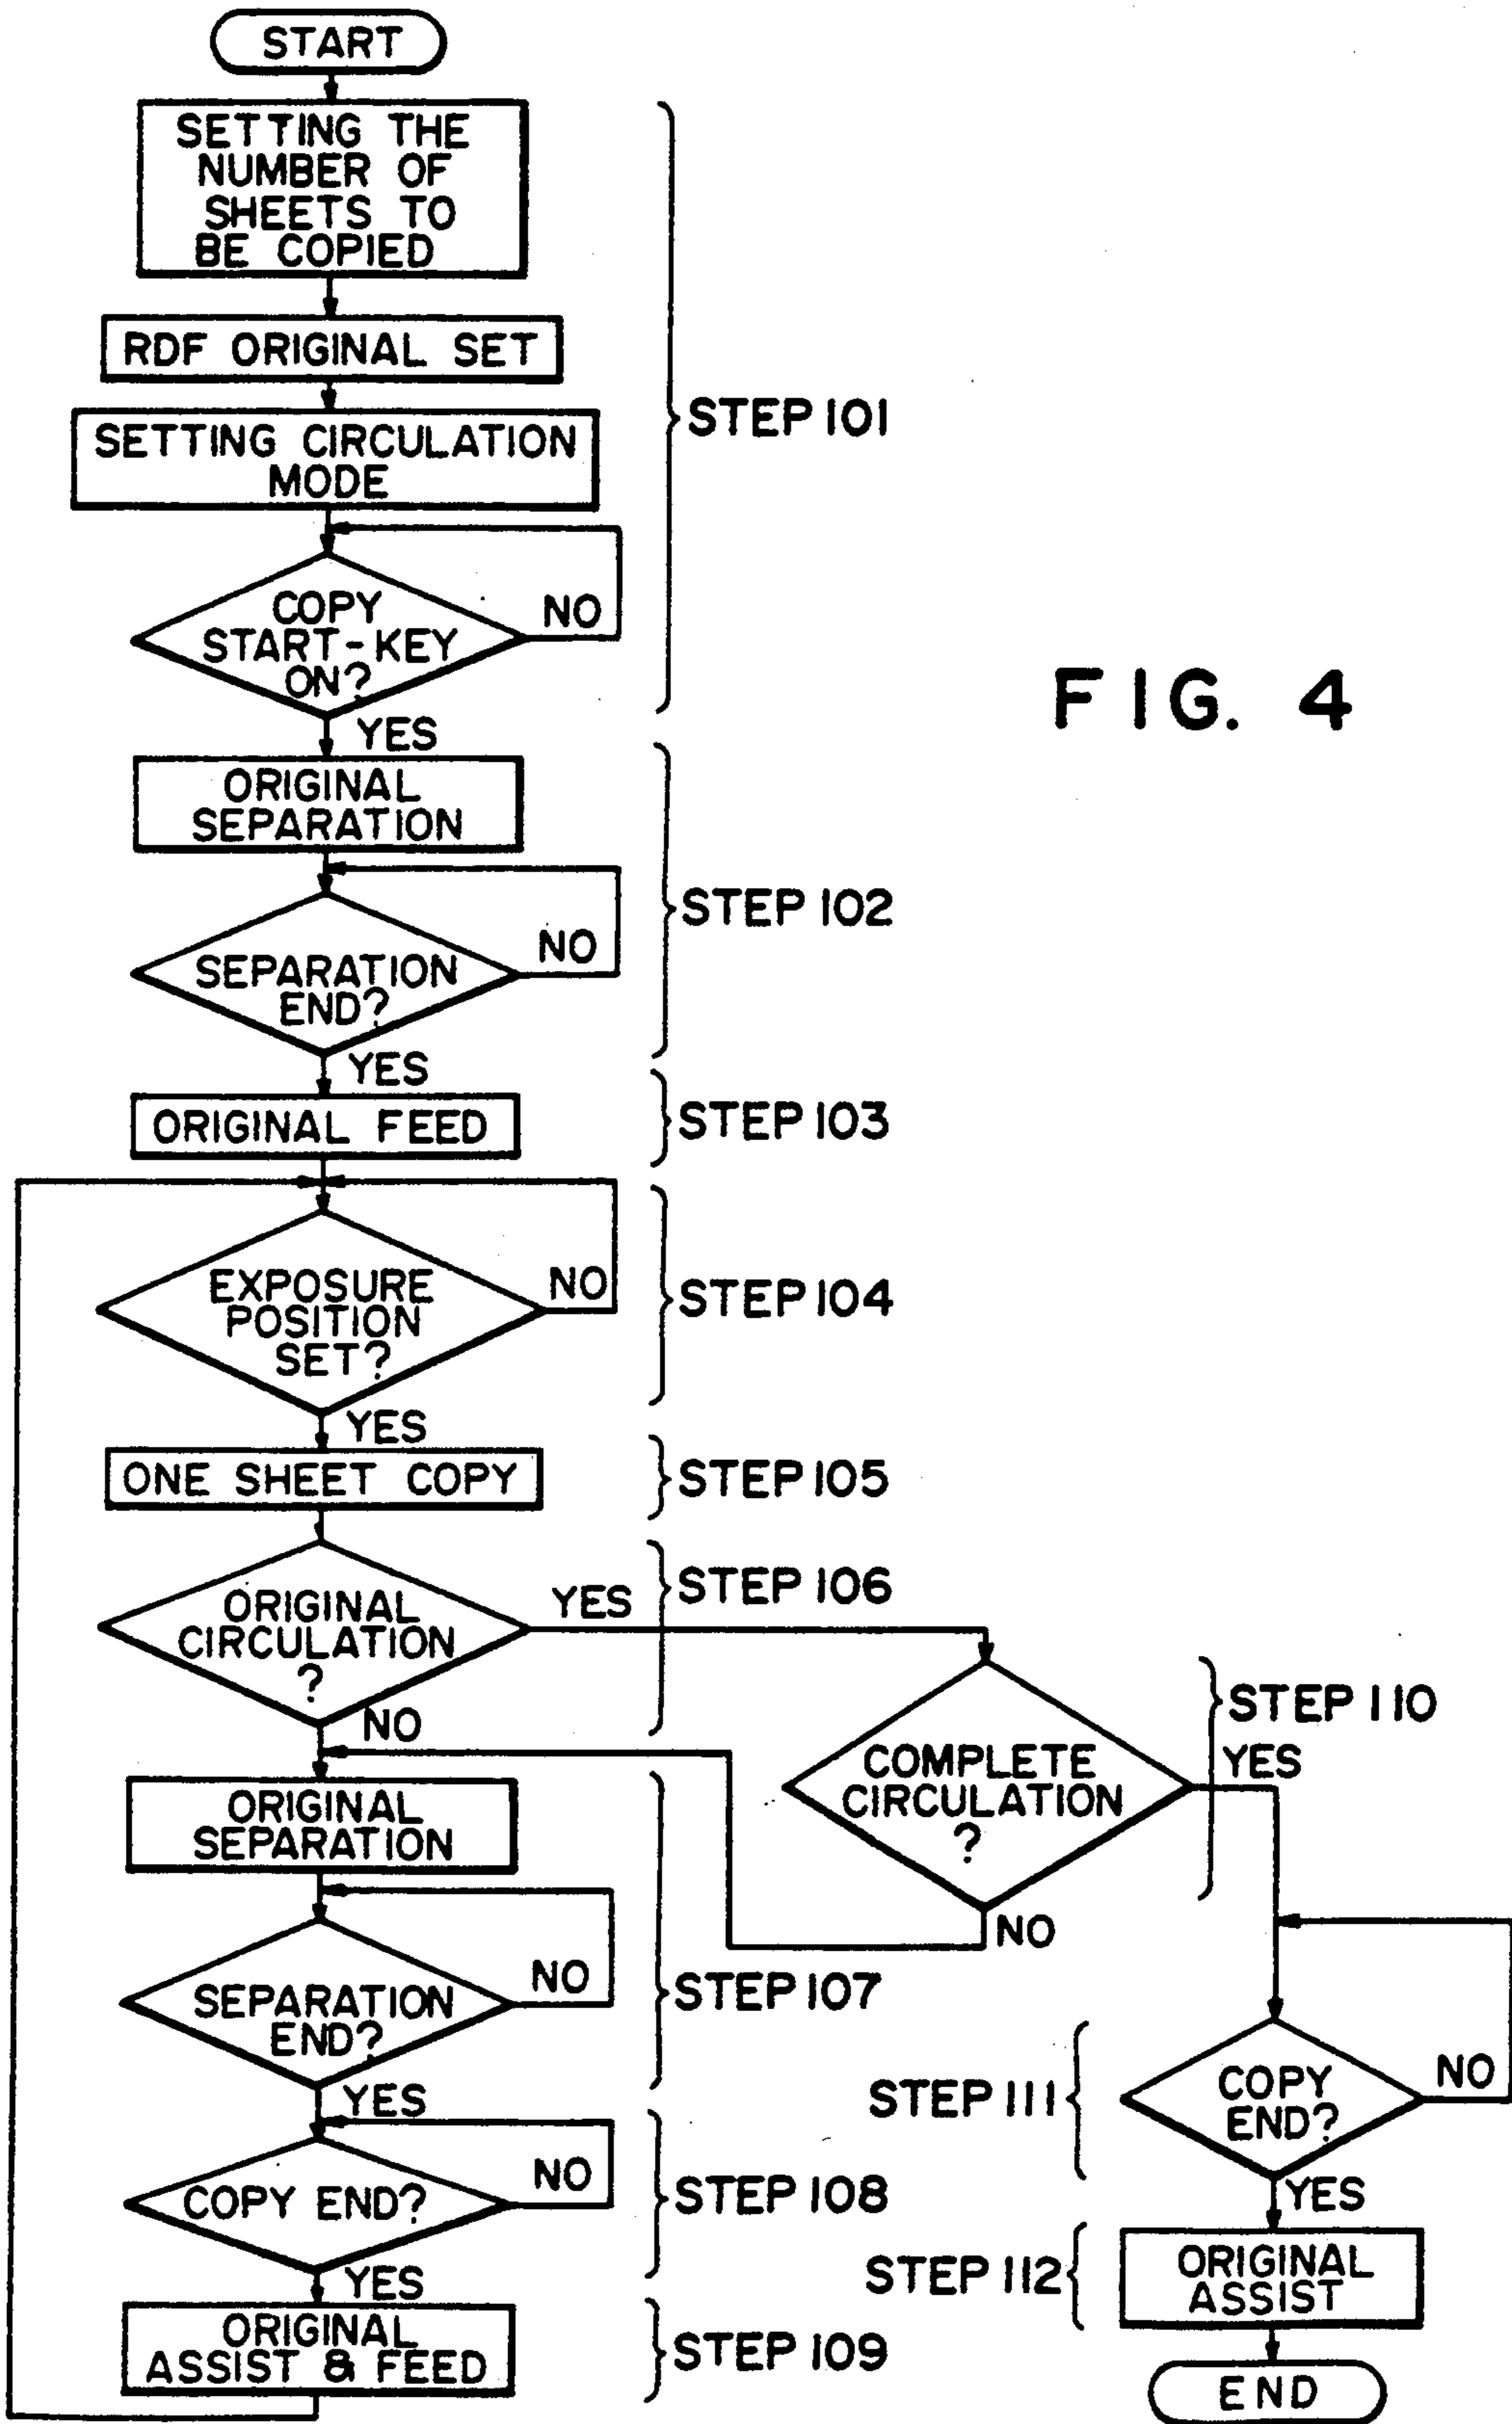 START
SETTING THE
NUMBER OF
SHEETS TO
BE COPIED
RDF ORIGINAL SET
SETTING CIRCULATION
MODE
STEP 101
COPY
START-KEY
ON?
NO
YES
FIG. 4
ORIGINAL
SEPARATION
STEP 102
SEPARATION
END?
NO
YES
ORIGINAL FEED
STEP 103
EXPOSURE
POSITION
SET?
NO
STEP 104
YES
ONE SHEET COPY
STEP 105
ORIGINAL
CIRCULATION
?
YES
STEP 106
NO
COMPLETE
CIRCULATION
?
STEP 110
YES
NO
ORIGINAL
SEPARATION
SEPARATION
END?
NO
STEP 107
YES
COPY END?
NO
STEP 108
YES
ORIGINAL
ASSIST & FEED
STEP 109
STEP 111
COPY
END?
NO
YES
STEP 112
ORIGINAL
ASSIST
END